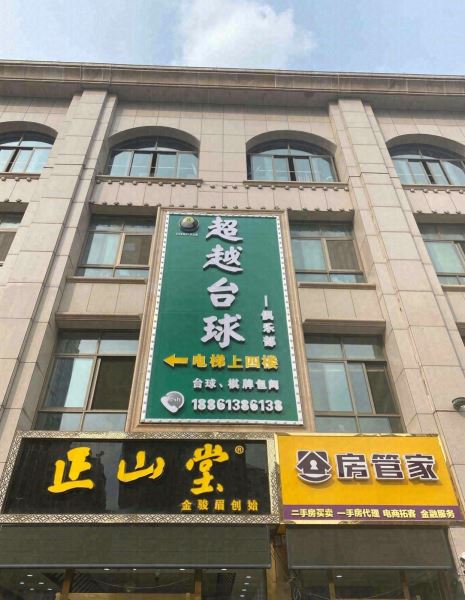 超越台球
俱乐部
电梯上四楼
台球、棋牌包间
18861386138
正山堂®
金骏眉创始
房管家
二手房买卖 一手房代理 电商拓客 金融服务